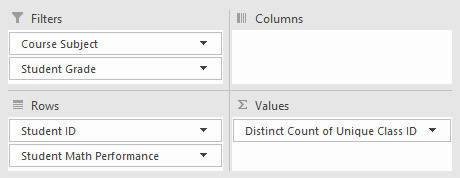 Filters
Columns
Course Subject
Student Grade
Rows
Values
Student ID
Distinct Count of Unique Class ID
Student Math Performance